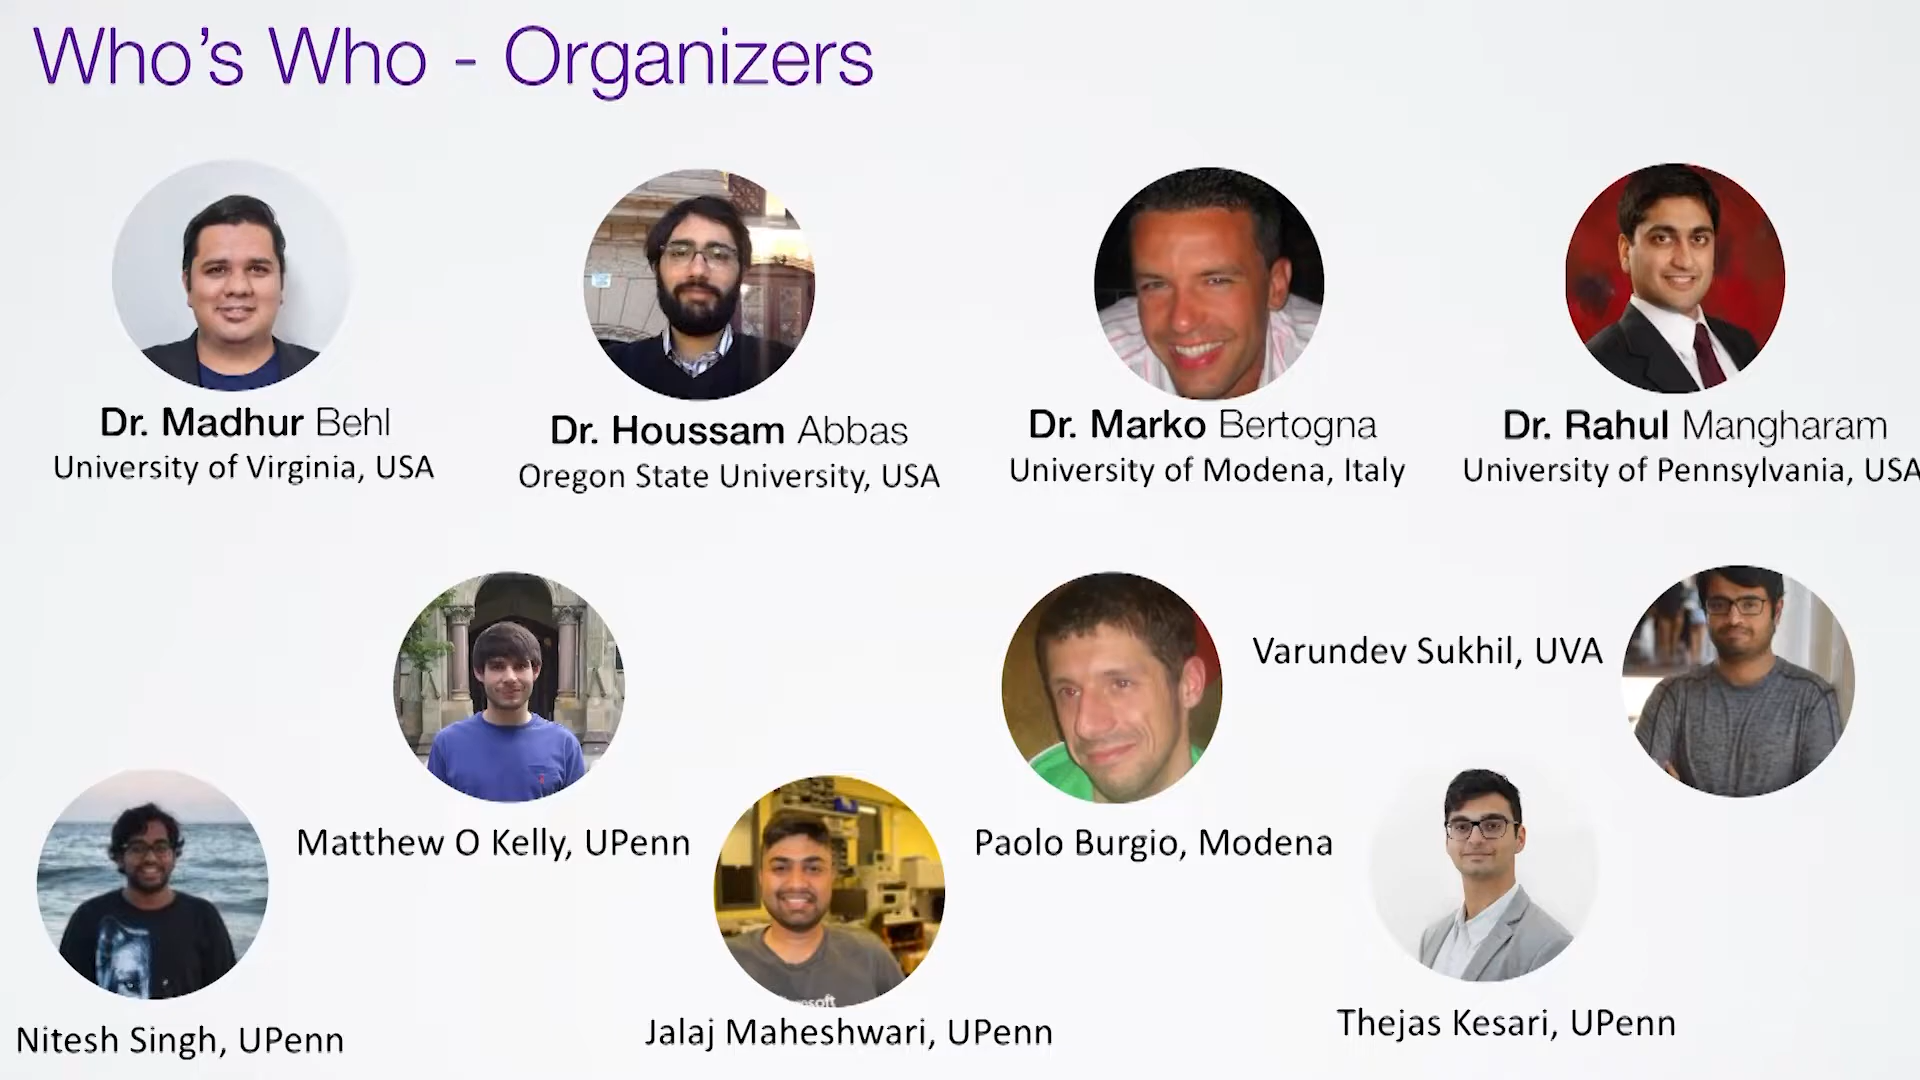 Who's Who - Organizers
Dr. Madhur Behl
University of Virginia, USA
Dr. Houssam Abbas
Oregon State University, USA
Dr. Marko Bertogna
University of Modena, Italy
Dr. Rahul Mangharam
University of Pennsylvania, USA
Varundev Sukhil, UVA
Matthew O Kelly, UPenn
Paolo Burgio, Modena
Nitesh Singh, UPenn
Jalaj Maheshwari, UPenn
Thejas Kesari, UPenn